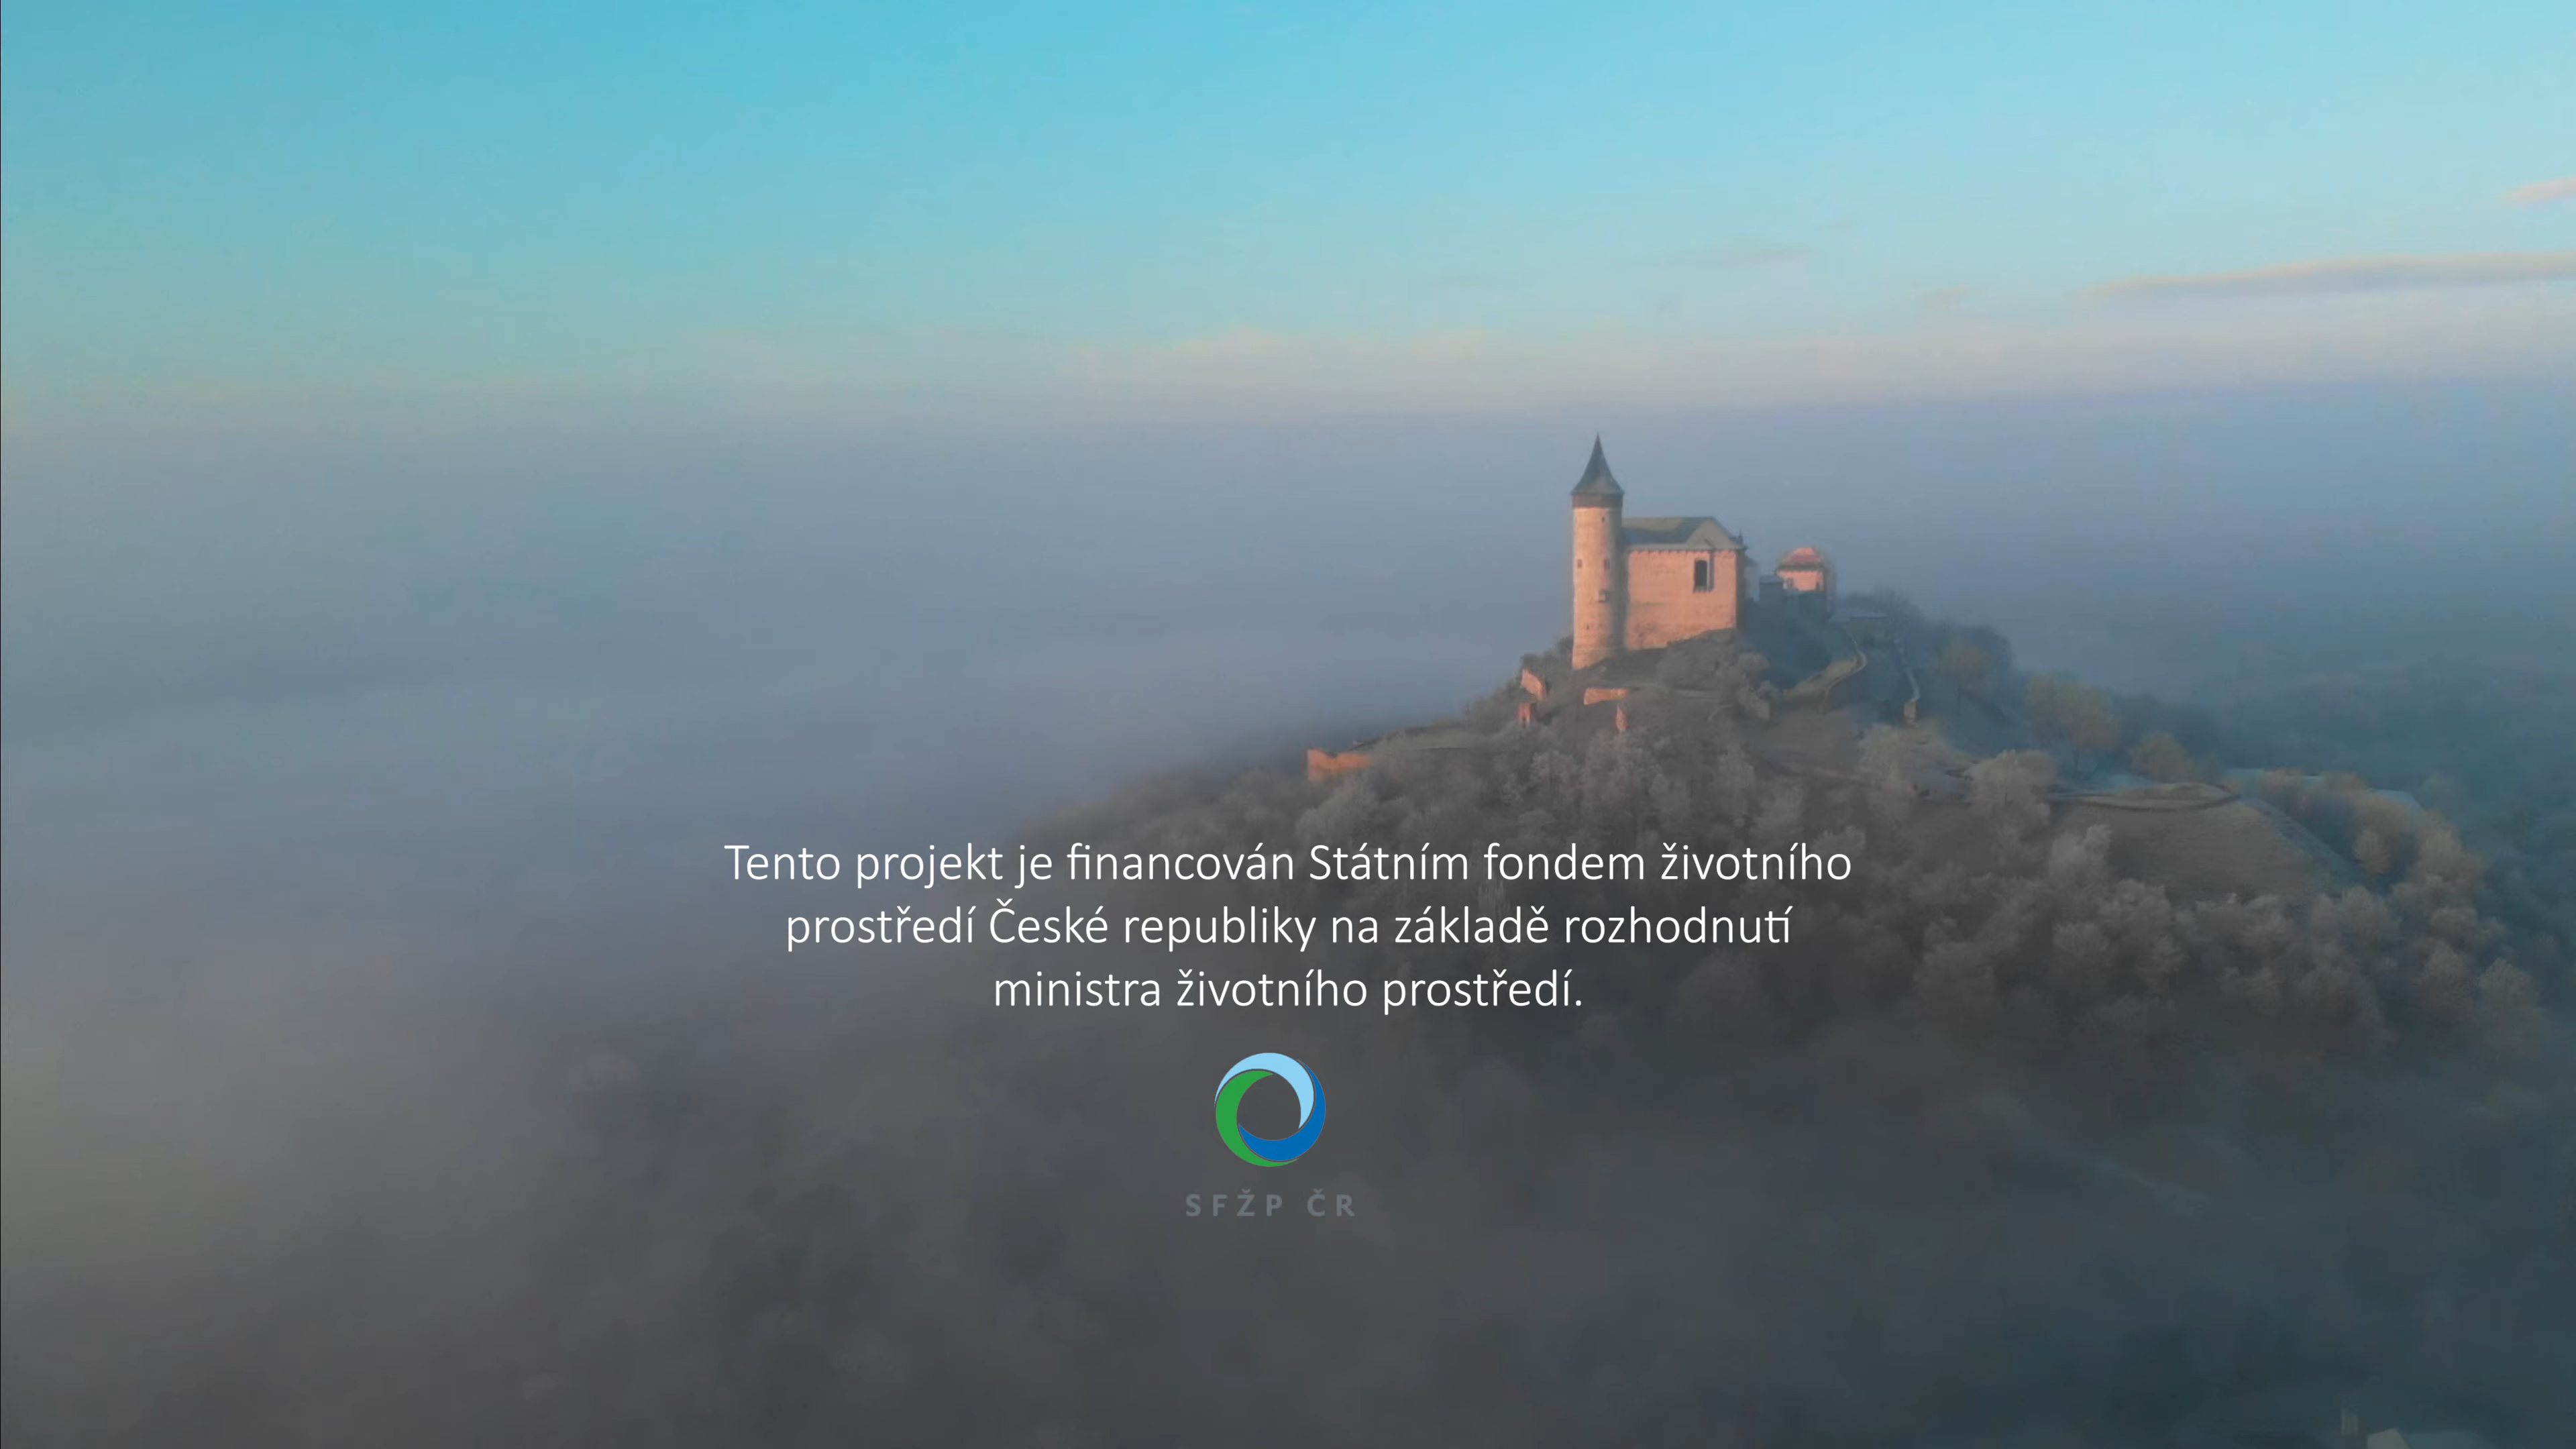 Tento projekt je financován Státním fondem životního
prostředí České republiky na základě rozhodnutí
ministra životního prostředí.
SFŽP ČR